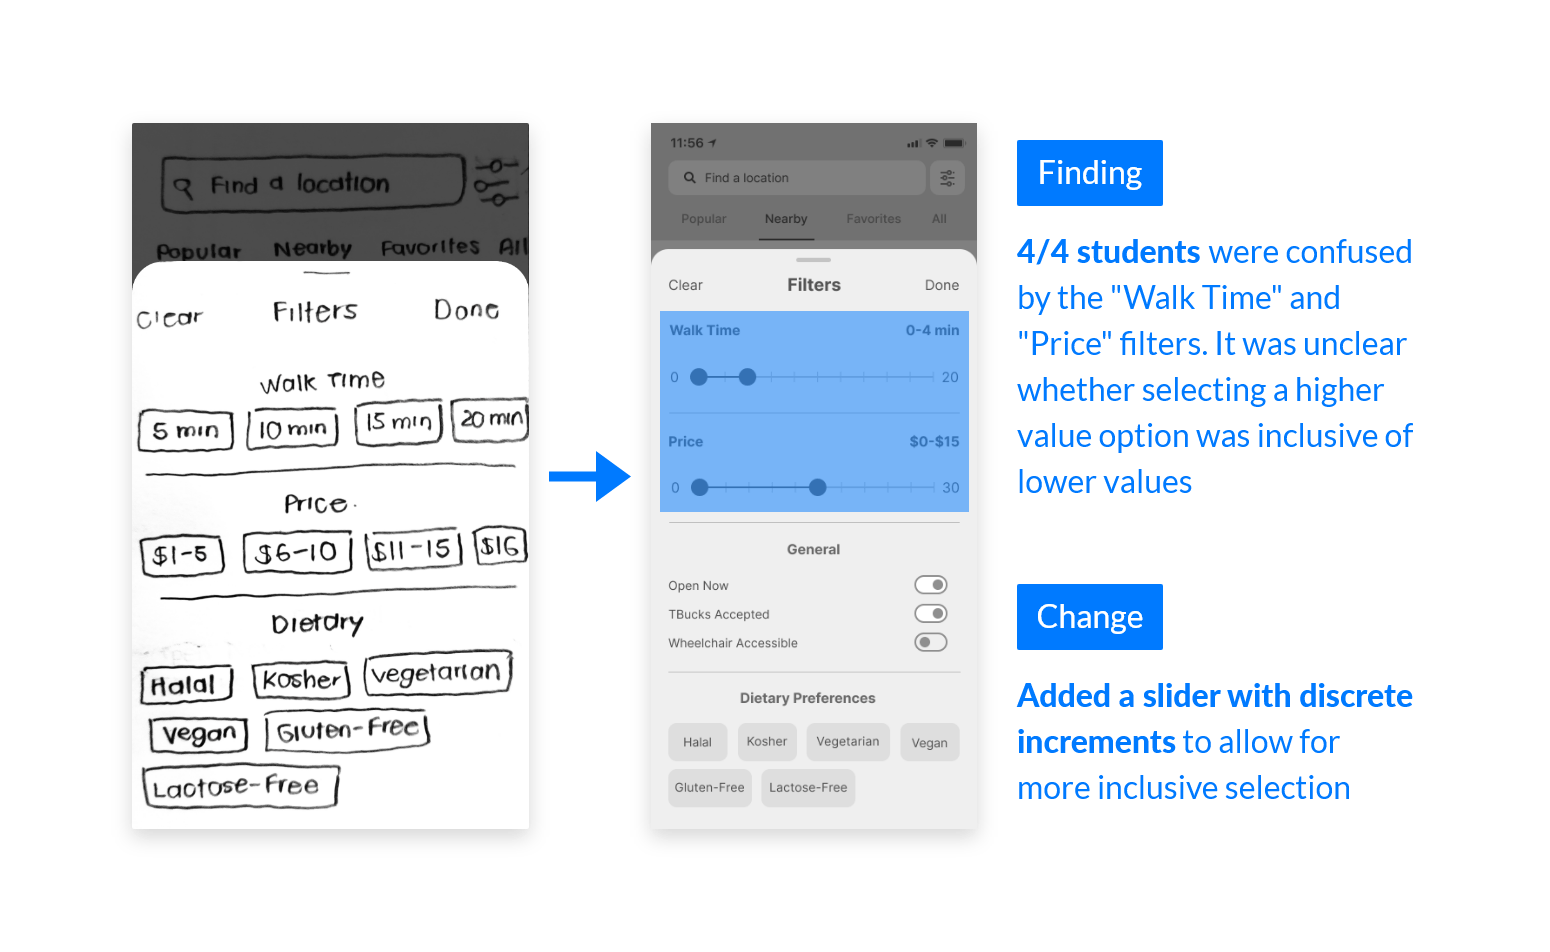 Find a location
Popular Nearby Favorites All
Clear Filters Done
Walk Time
5 min 10 min 15 min 20 min
Price
$1-5 $6-10 $11-15 $16
Dietary
Halal Kosher vegetarian
Vegan Gluten-Free
Lactose-Free
11:56
Find a location
Popular Nearby Favorites All
Clear Filters Done
Walk Time 0-4 min
0 20
Price $0-$15
0 30
General
Open Now
TBucks Accepted
Wheelchair Accessible
Dietary Preferences
Halal Kosher Vegetarian Vegan
Gluten-Free Lactose-Free
Finding
4/4 students were confused
by the "Walk Time" and
"Price" filters. It was unclear
whether selecting a higher
value option was inclusive of
lower values
Change
Added a slider with discrete
increments to allow for
more inclusive selection